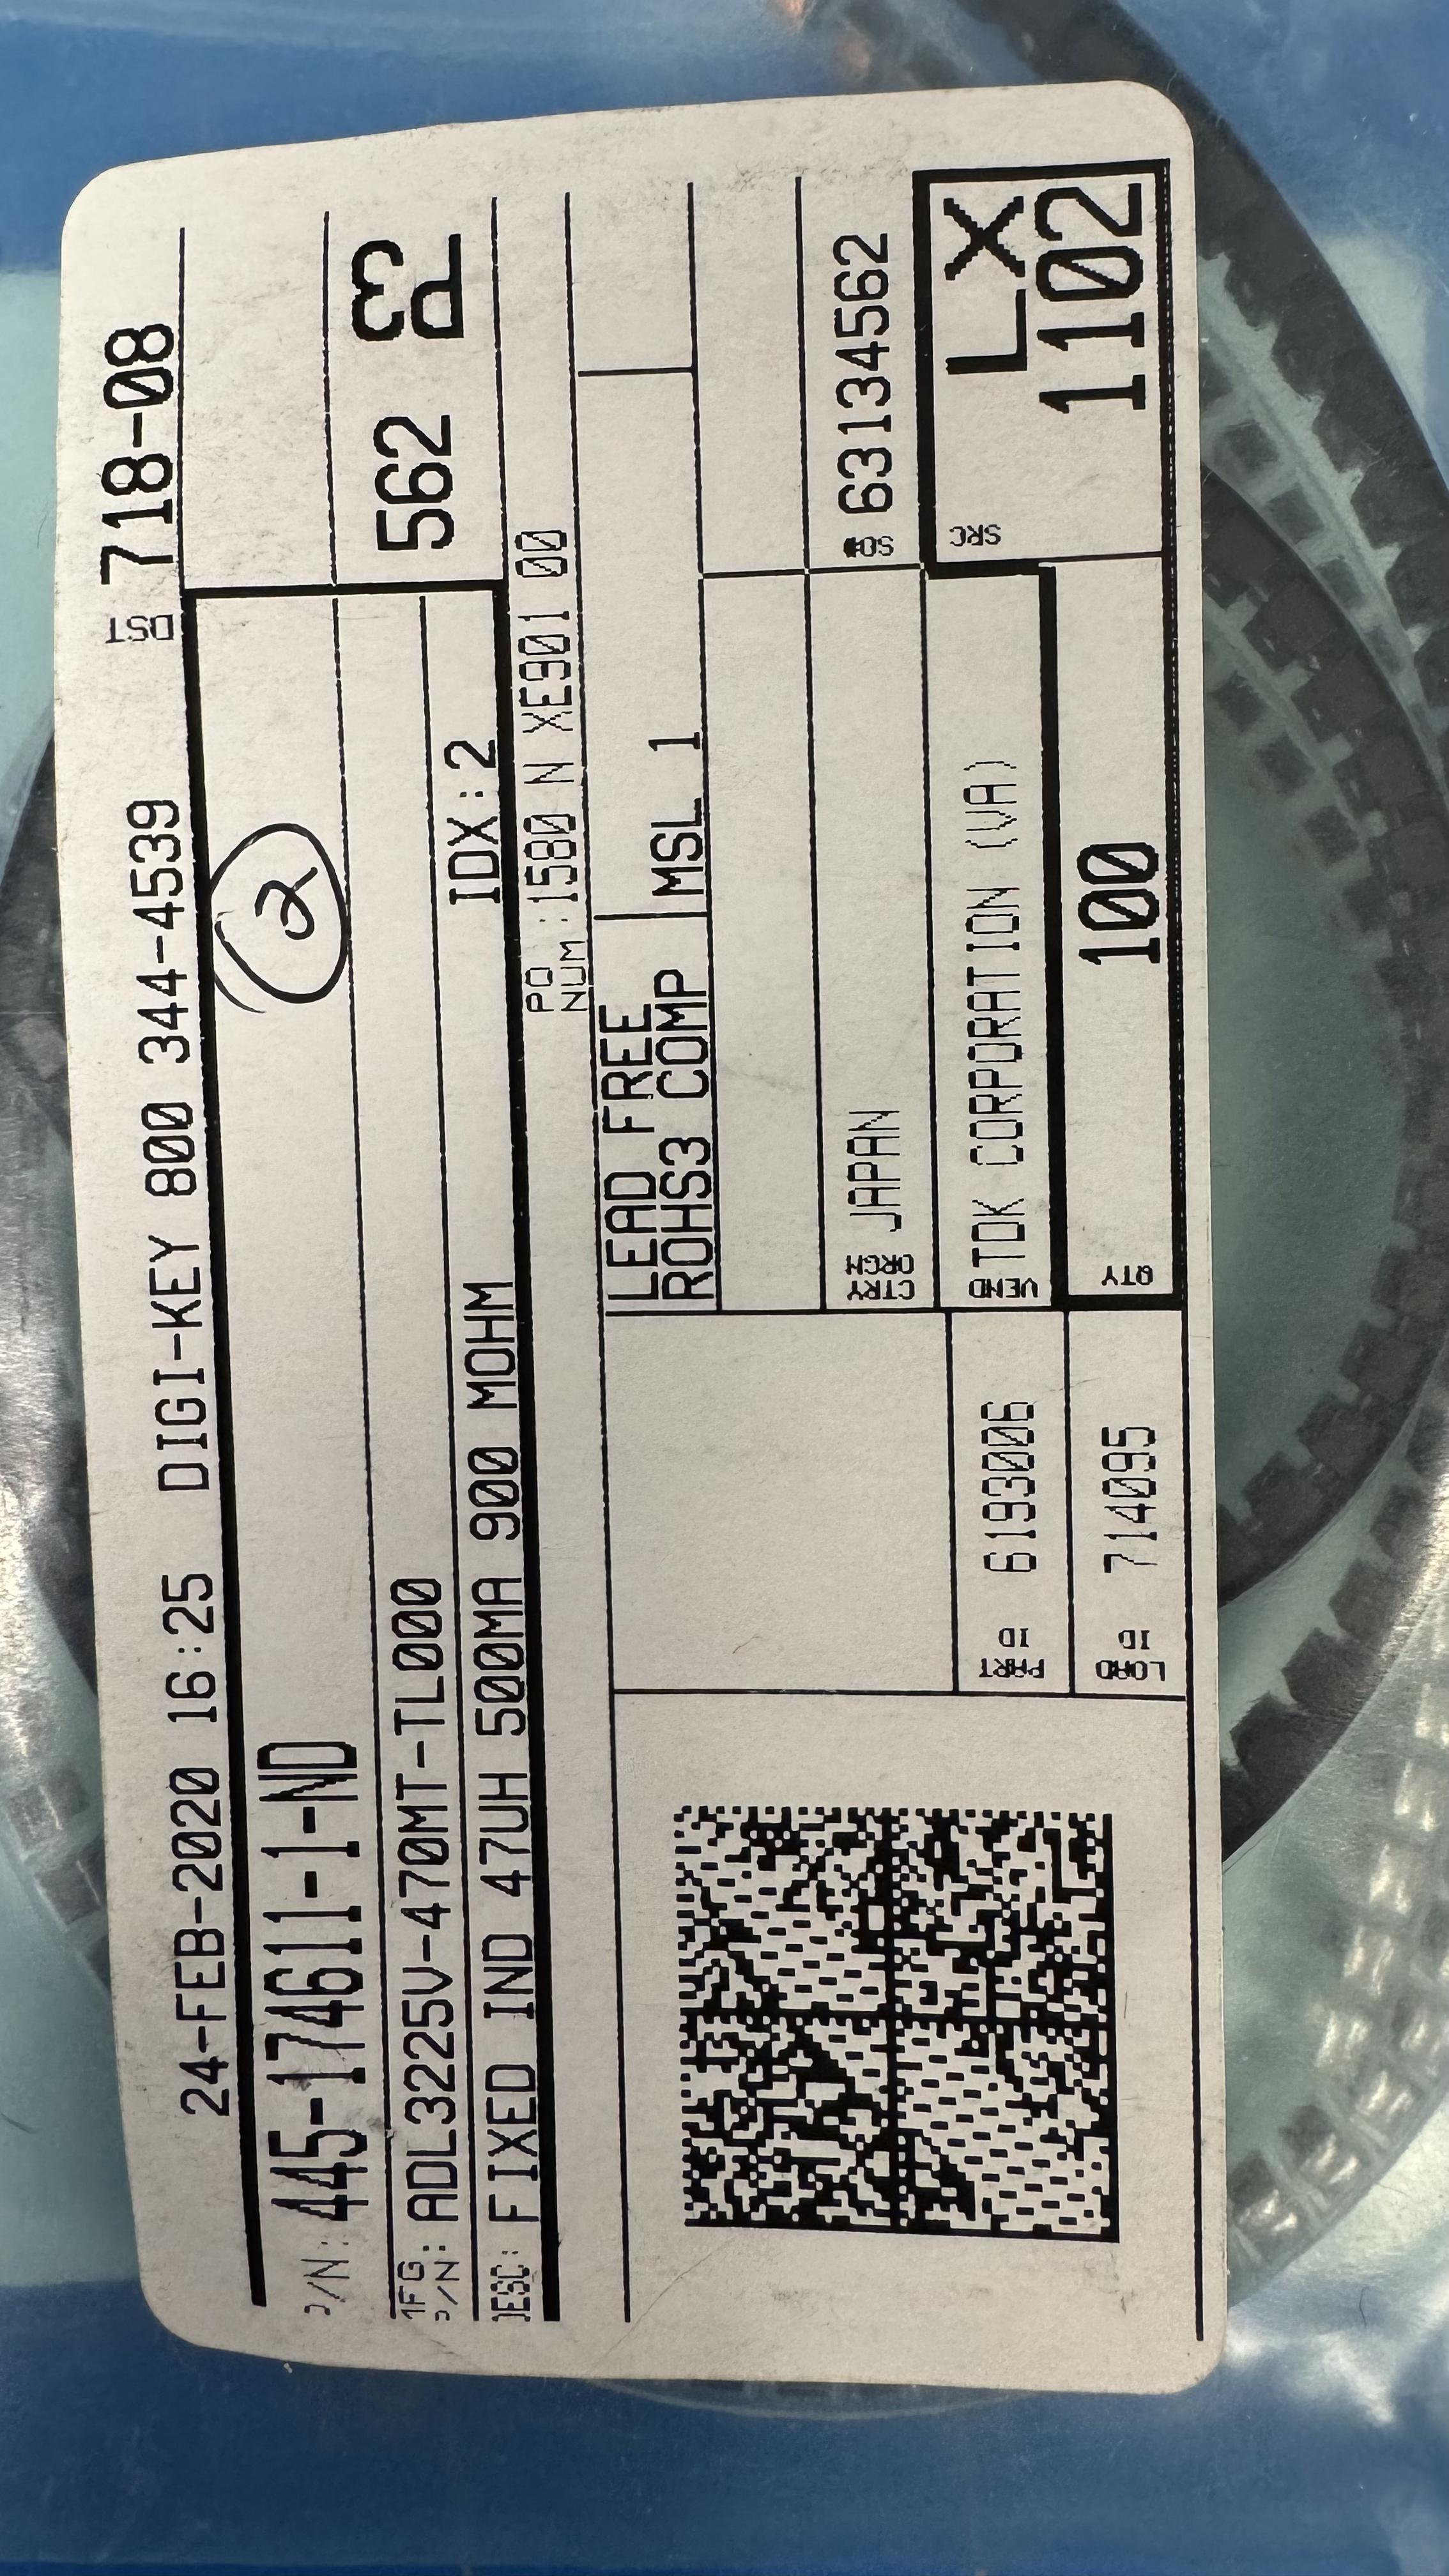 24-FEB-2020 16:25 DIGI-KEY 800 344-4539 DST 718-08
P/N: 445-17461-1-ND 2
MFG P/N: ADL3225V-470MT-TL000
IDX:2 562
DESC: FIXED IND 47UH 500MA 900 MOHM
PO NUM: 1580 N XE901 00
LEAD FREE
ROHS3 COMP MSL 1
CTRY ORGN JAPAN SO# 63134562
PART ID 6193006
VEND TDK CORPORATION (VA)
SRC LX 1102
LOAD ID 714095
QTY 100